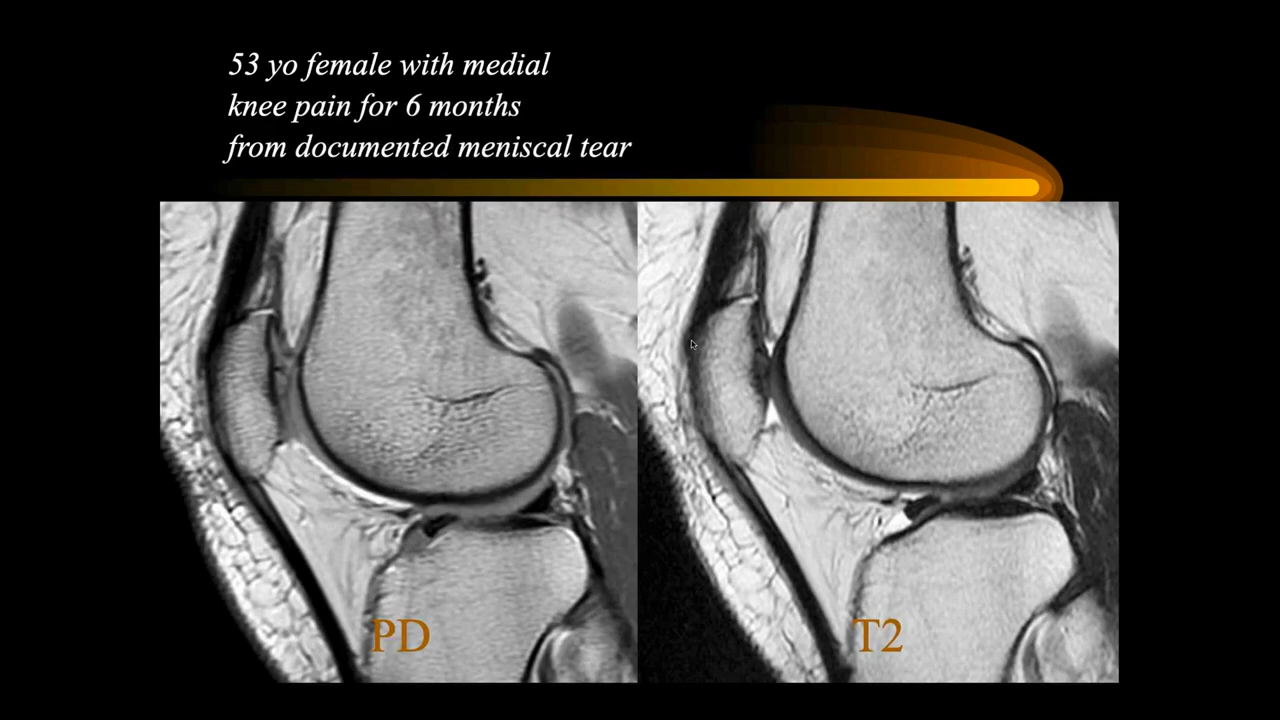 53 yo female with medial
knee pain for 6 months
from documented meniscal tear
PD
T2